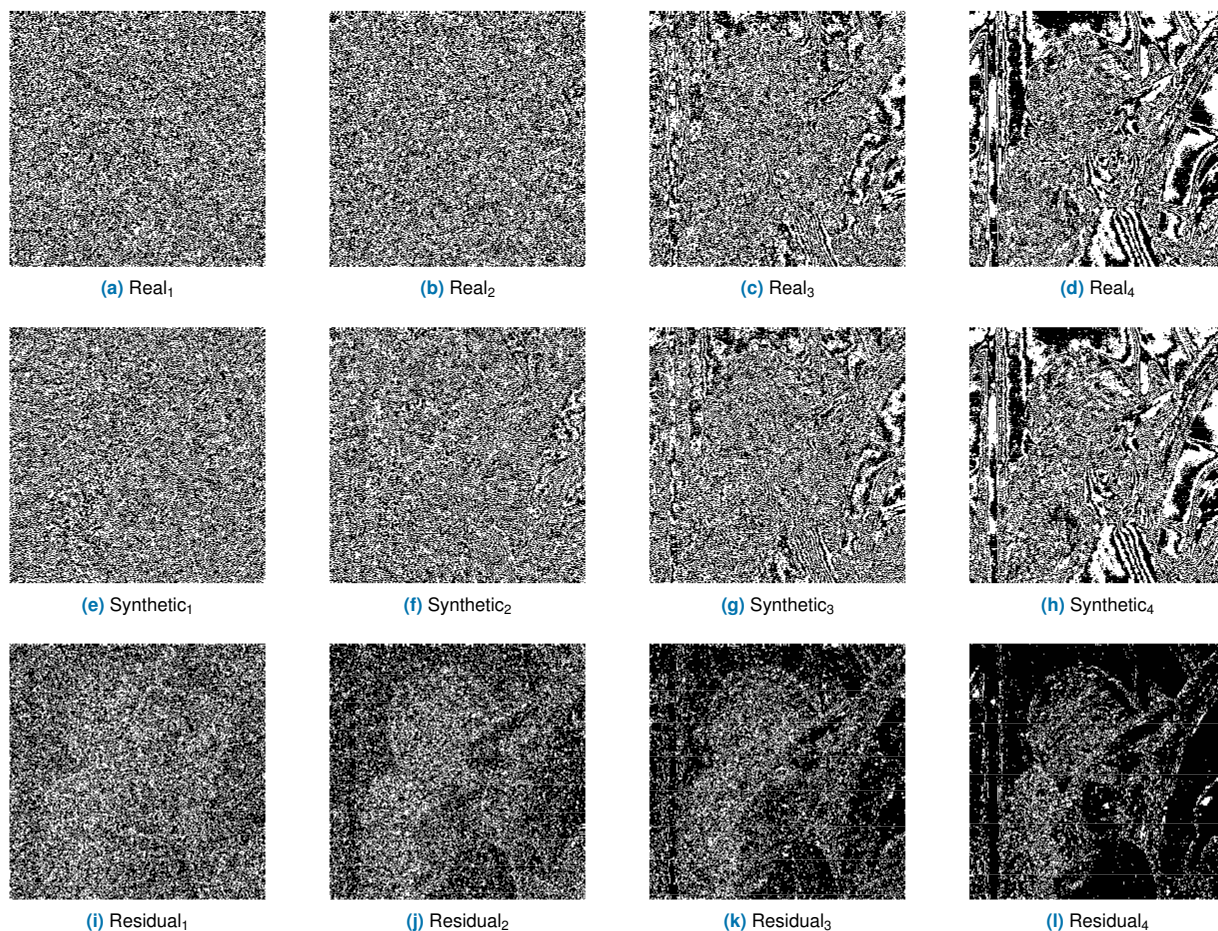 (a) Real₁
(b) Real₂
(c) Real₃
(d) Real₄
(e) Synthetic₁
(f) Synthetic₂
(g) Synthetic₃
(h) Synthetic₄
(i) Residual₁
(j) Residual₂
(k) Residual₃
(l) Residual₄